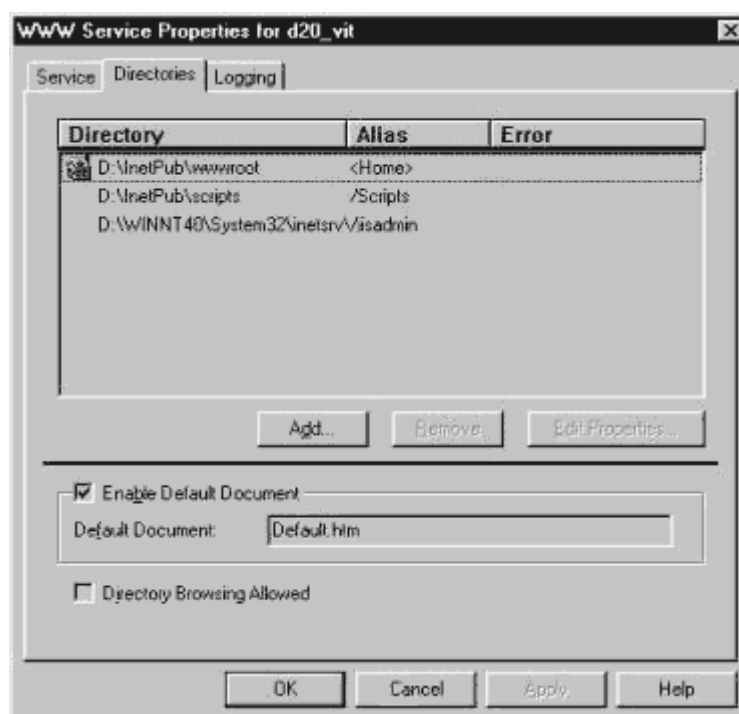 WWW Service Properties for d20_vit
Service Directories Logging
Directory Alias Error
D:\InetPub\wwwroot <Home>
D:\InetPub\scripts /Scripts
D:\WINNT40\System32\inetsrv\/iisadmin
Add... Remove Edit Properties...
Enable Default Document
Default Document: Default.htm
Directory Browsing Allowed
OK Cancel Apply Help